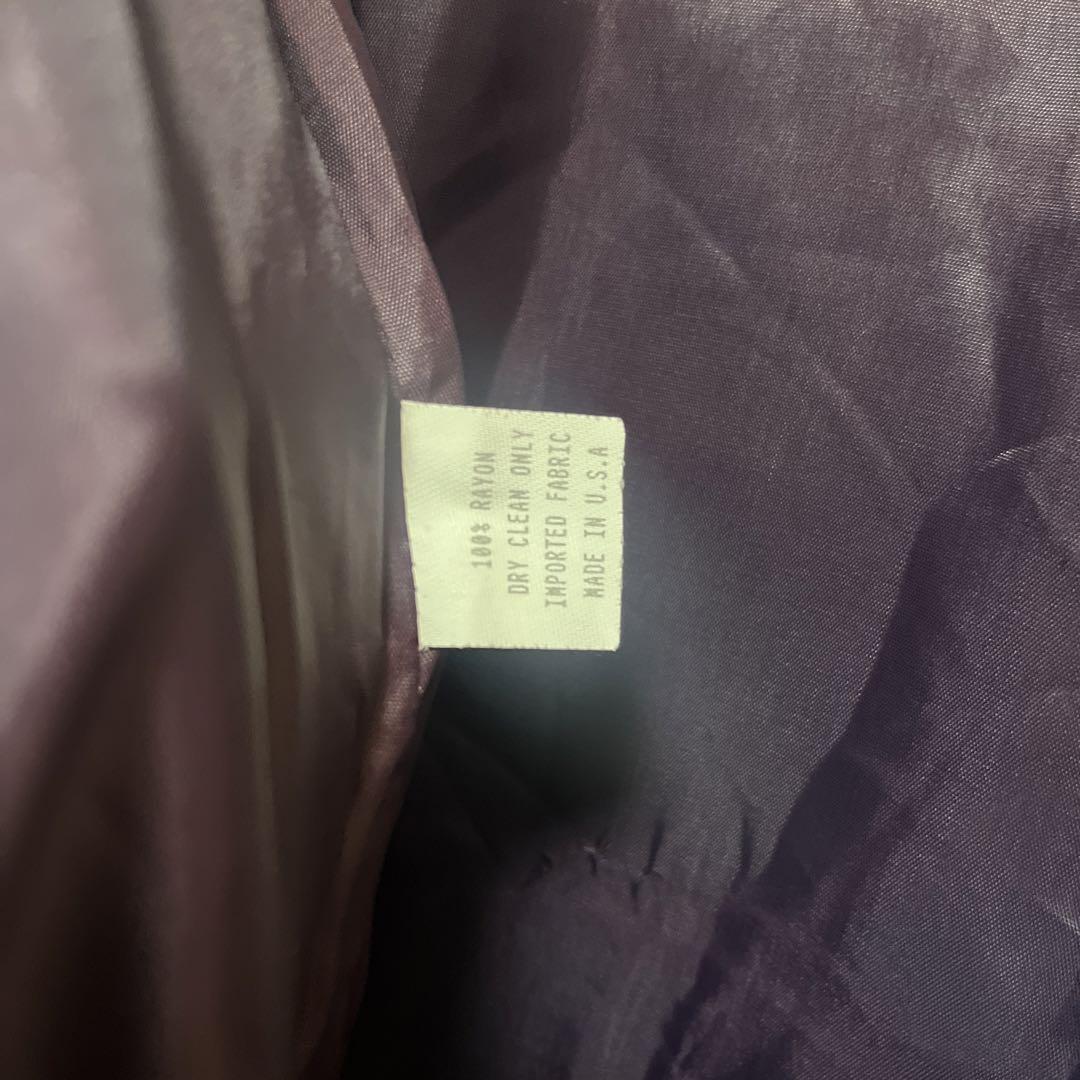 100% RAYON
DRY CLEAN ONLY
IMPORTED FABRIC
MADE IN U.S.A